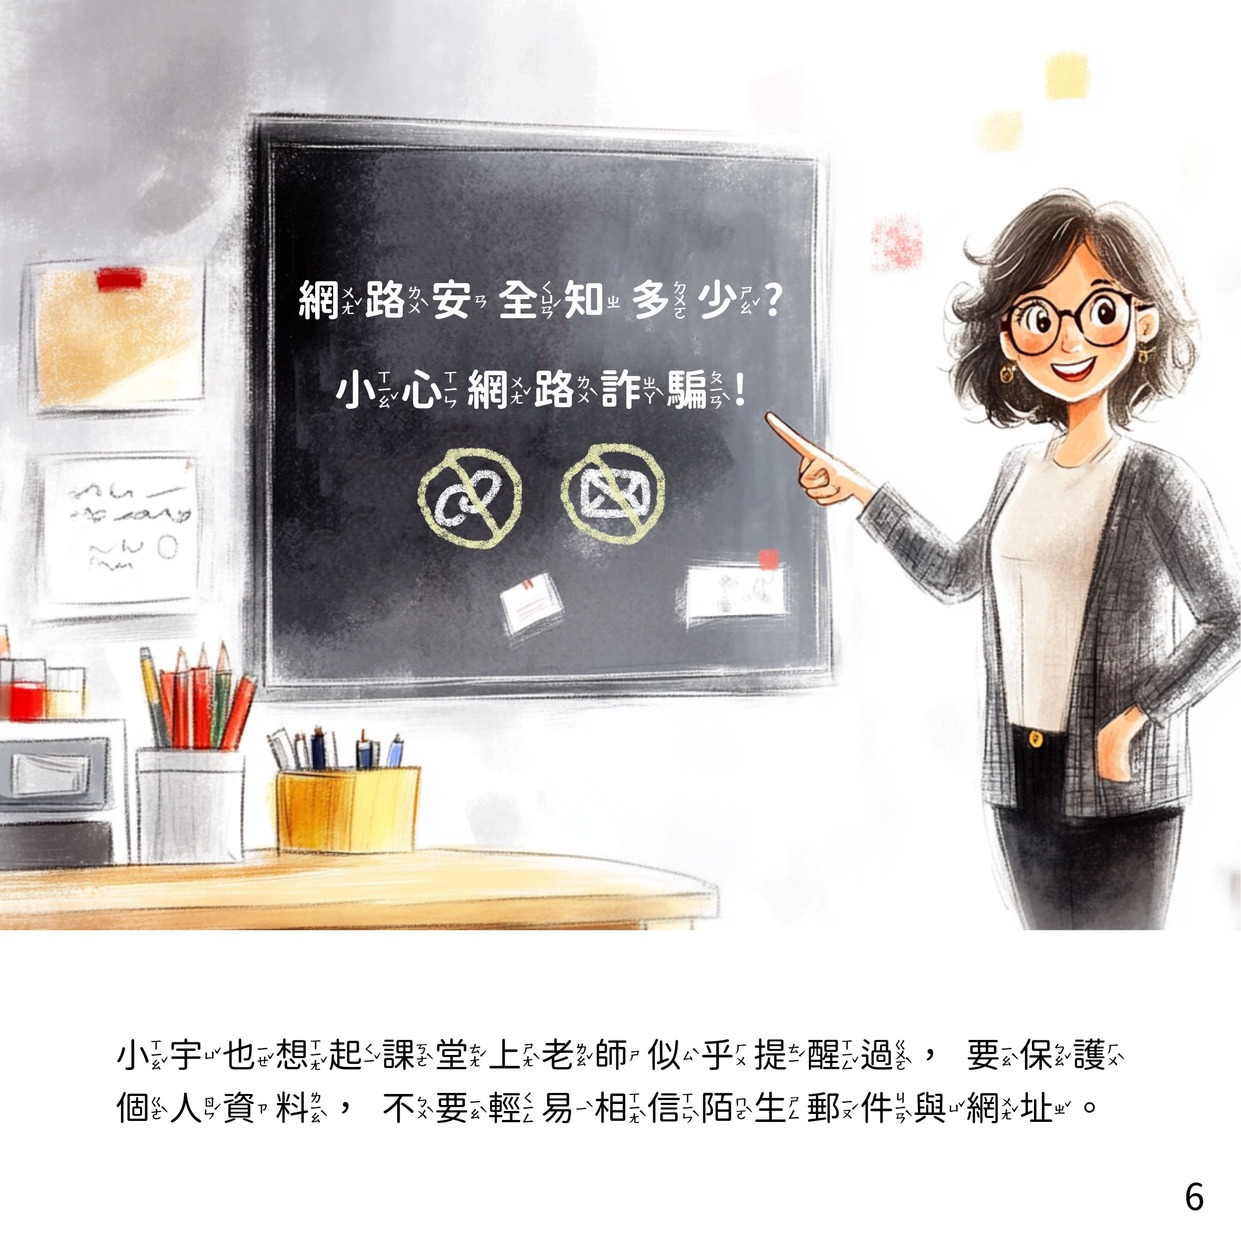 網路安全知多少?
小心網路詐騙!
小宇也想起課堂上老師似乎提醒過，要保護
個人資料，不要輕易相信陌生郵件與網址。
6